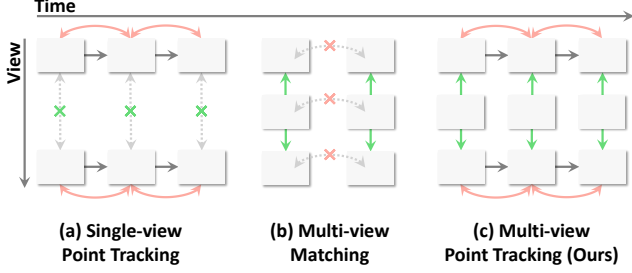 Time
View
(a) Single-view
Point Tracking
(b) Multi-view
Matching
(c) Multi-view
Point Tracking (Ours)